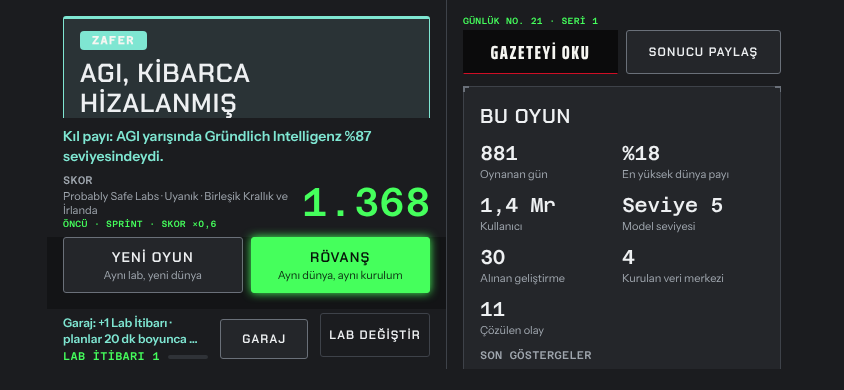 ZAFER
AGI, KİBARCA
HİZALANMIŞ
Kıl payı: AGI yarışında Gründlich Intelligenz %87
seviyesindeydi.
SKOR
Probably Safe Labs · Uyanık · Birleşik Krallık ve
İrlanda
ÖNCÜ · SPRİNT · SKOR ×0,6
1.368
YENİ OYUN
Aynı lab, yeni dünya
RÖVANŞ
Aynı dünya, aynı kurulum
Garaj: +1 Lab İtibarı ·
planlar 20 dk boyunca ...
LAB İTİBARI 1
GARAJ
LAB DEĞİŞTİR
GÜNLÜK NO. 21 · SERİ 1
GAZETEYİ OKU
SONUCU PAYLAŞ
BU OYUN
881
Oynanan gün
%18
En yüksek dünya payı
1,4 Mr
Kullanıcı
Seviye 5
Model seviyesi
30
Alınan geliştirme
4
Kurulan veri merkezi
11
Çözülen olay
SON GÖSTERGELER